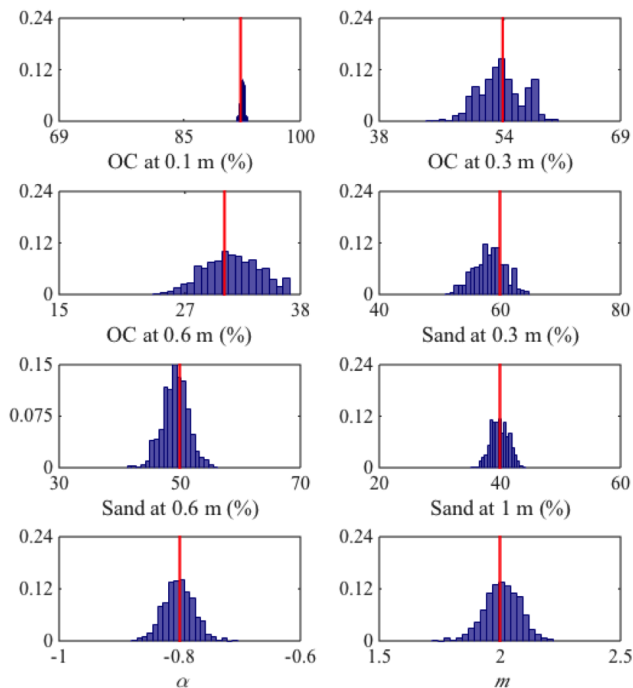 0.24 0.24
0.12 0.12
0 0
69 85 100 38 54 69
OC at 0.1 m (%) OC at 0.3 m (%)
0.24 0.24
0.12 0.12
0 0
15 27 38 40 60 80
OC at 0.6 m (%) Sand at 0.3 m (%)
0.15 0.24
0.075 0.12
0 0
30 50 70 20 40 60
Sand at 0.6 m (%) Sand at 1 m (%)
0.24 0.24
0.12 0.12
0 0
-1 -0.8 -0.6 1.5 2 2.5
α m